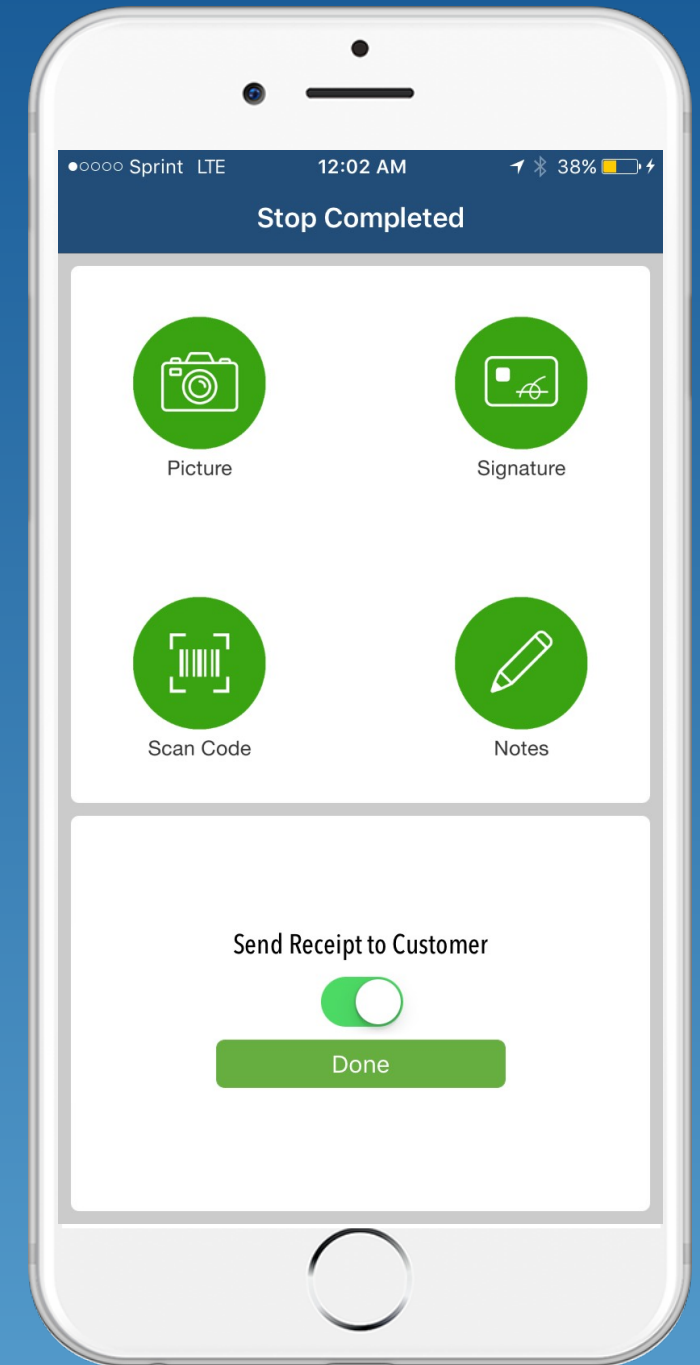 Sprint LTE 12:02 AM 38%
Stop Completed
Picture Signature
Scan Code Notes
Send Receipt to Customer
Done